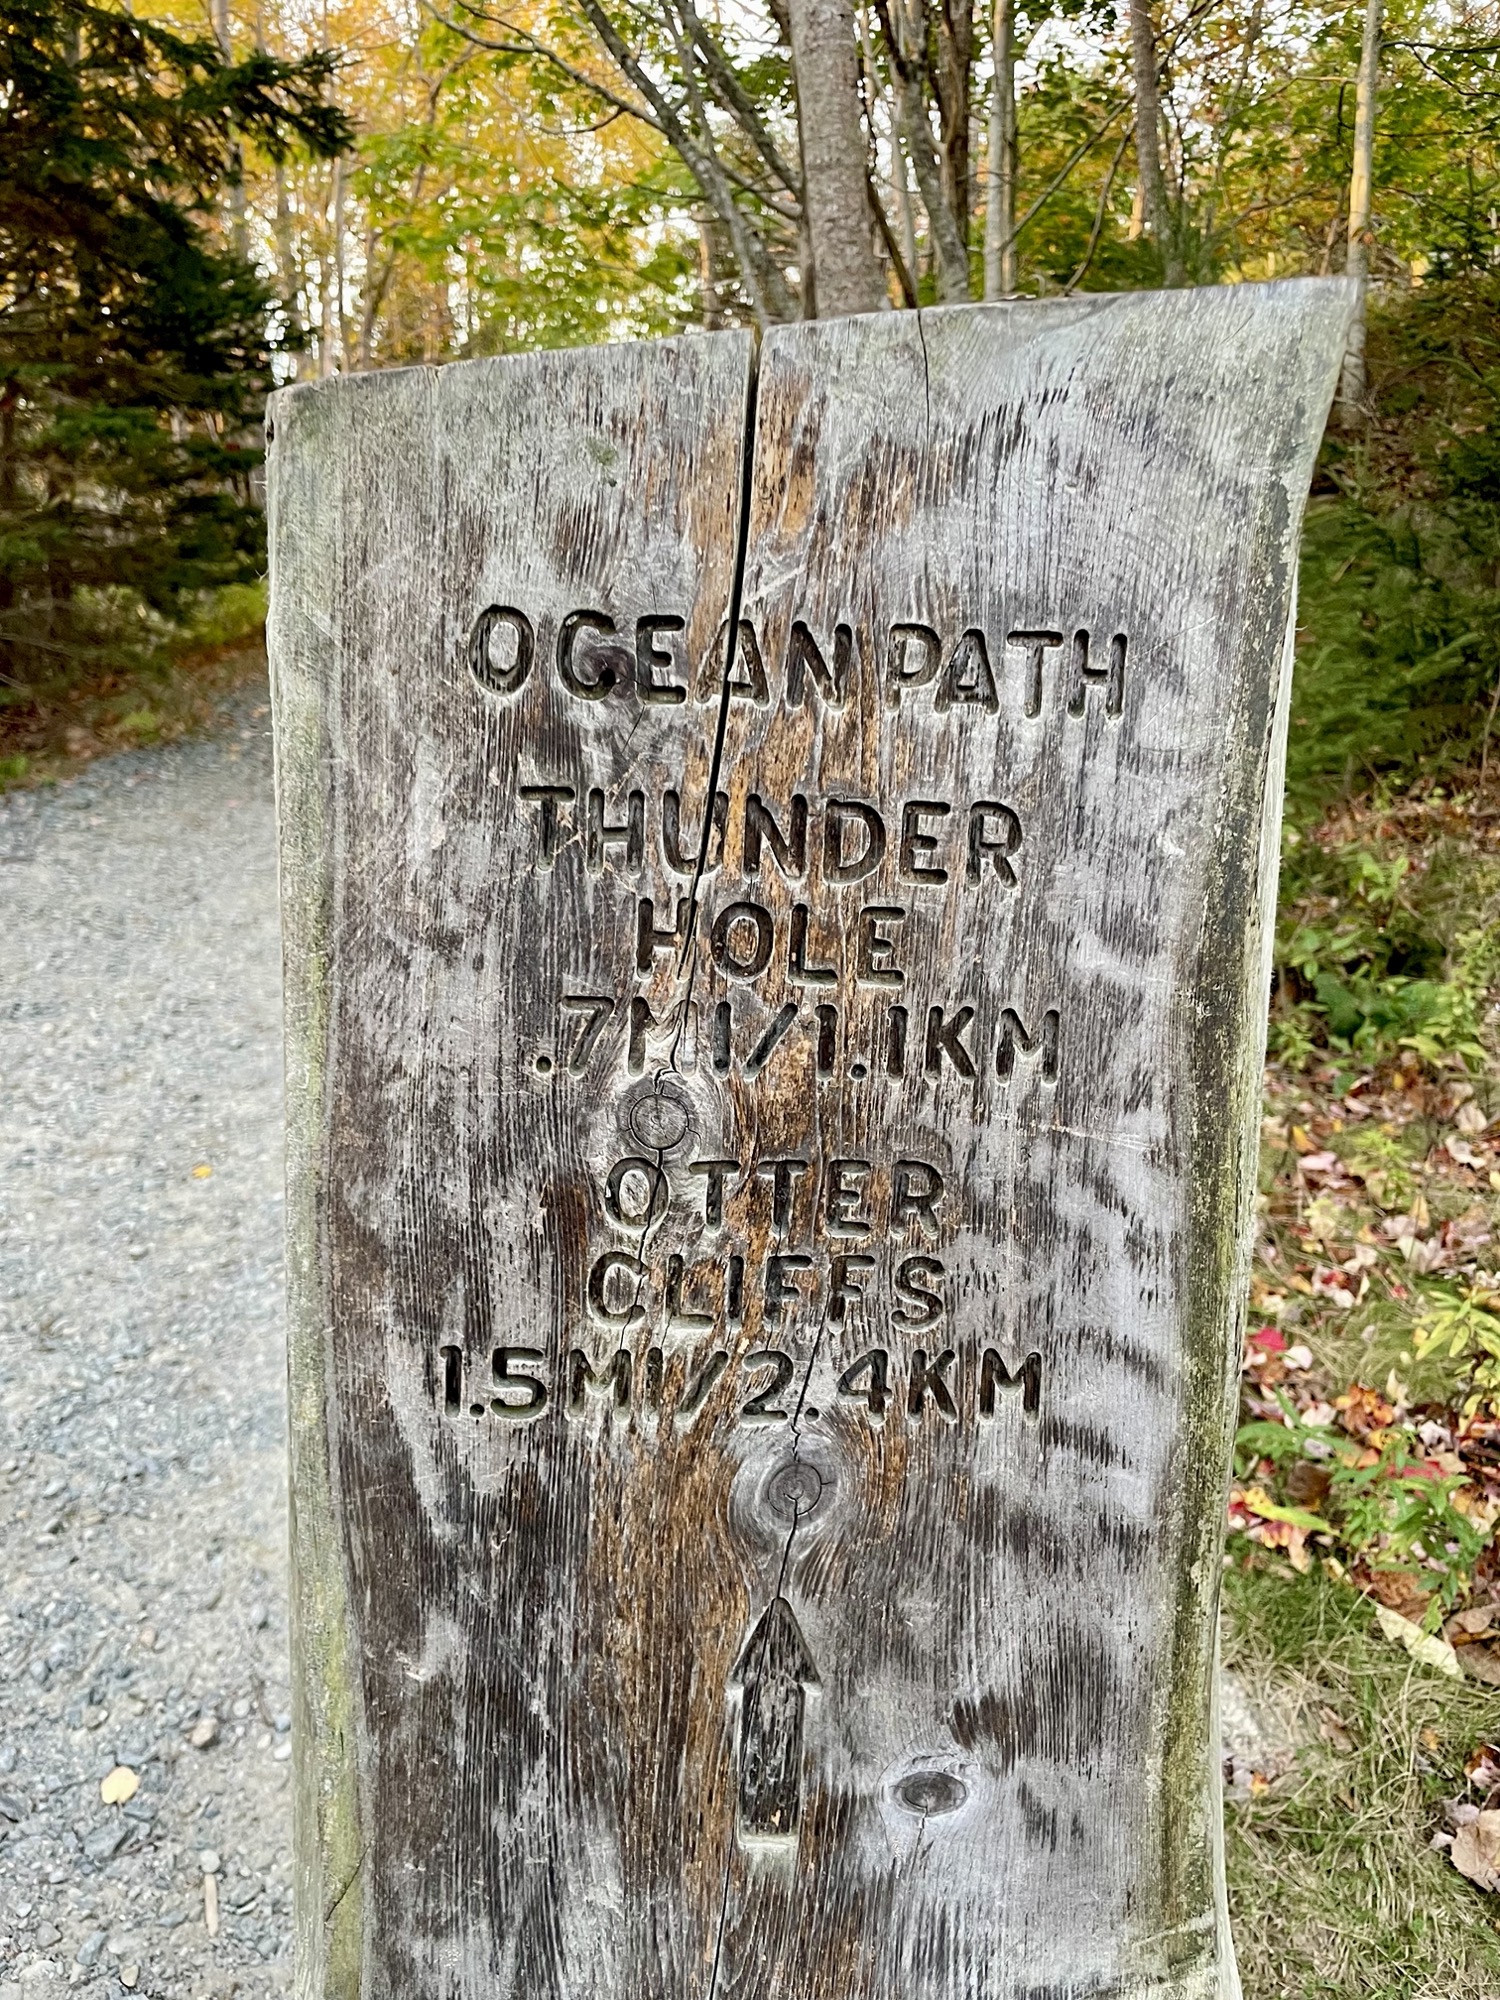 OCEAN PATH
THUNDER
HOLE
.7MI/1.1KM
OTTER
CLIFFS
1.5MI/2.4KM